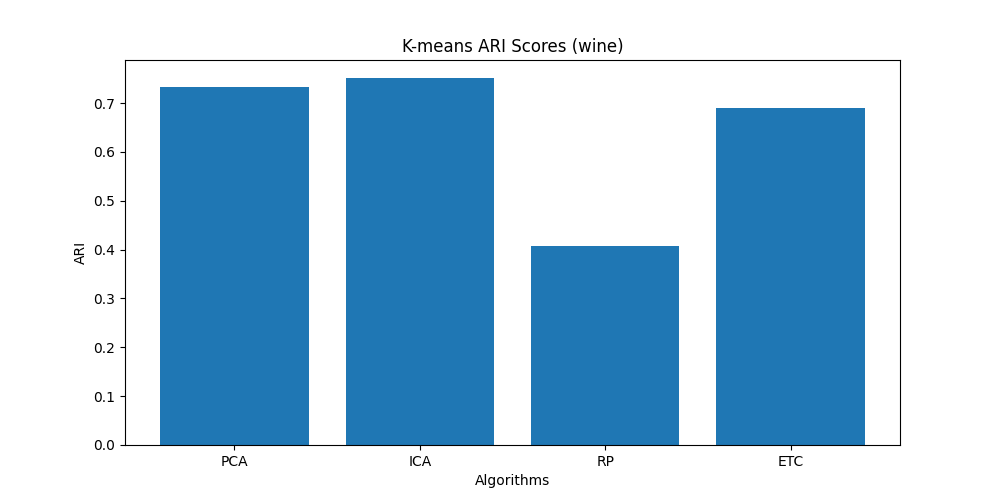 K-means ARI Scores (wine)
ARI
0.7
0.6
0.5
0.4
0.3
0.2
0.1
0.0
PCA ICA RP ETC
Algorithms